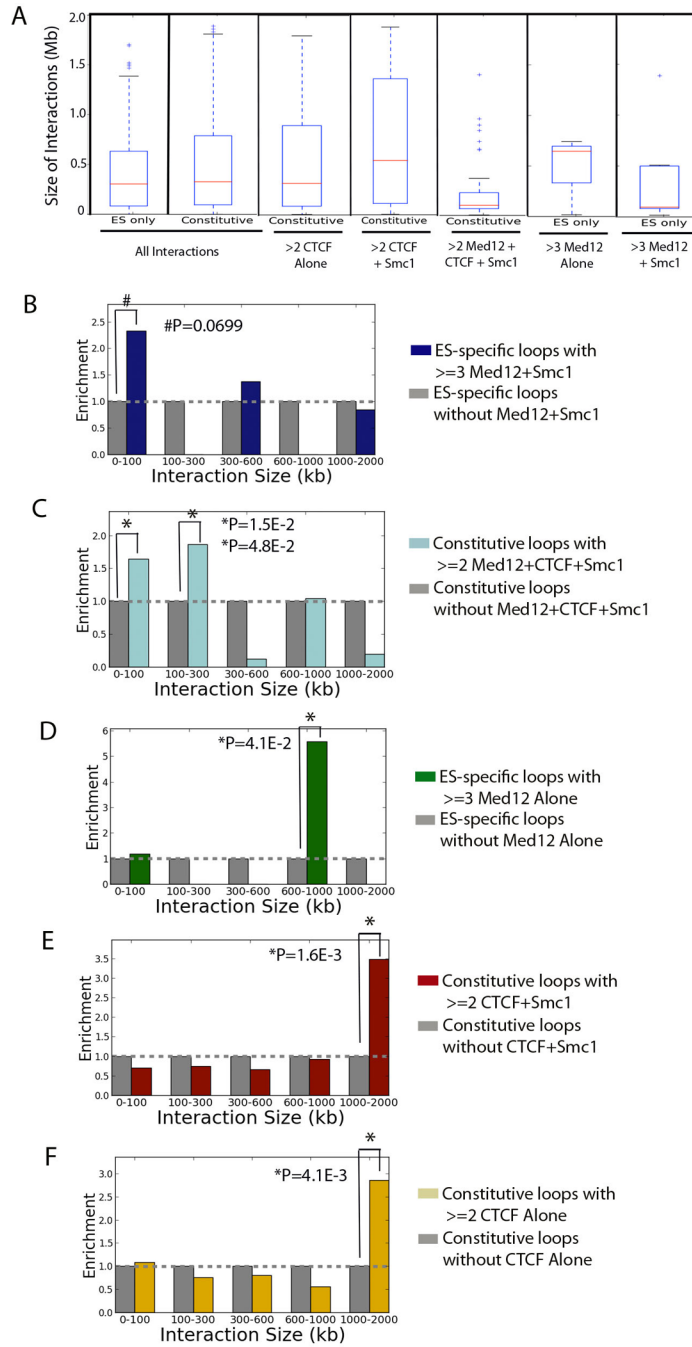 A
Size of Interactions (Mb)
2.0
1.5
1.0
0.5
0
ES only
Constitutive
Constitutive
Constitutive
Constitutive
ES only
ES only
All Interactions
>2 CTCF
Alone
>2 CTCF
+ Smc1
>2 Med12 +
CTCF + Smc1
>3 Med12
Alone
>3 Med12
+ Smc1
B
Enrichment
2.5
2.0
1.5
1.0
0.5
0.0
#
#P=0.0699
0-100
100-300
300-600
600-1000
1000-2000
Interaction Size (kb)
ES-specific loops with
>=3 Med12+Smc1
ES-specific loops
without Med12+Smc1
C
Enrichment
2.0
1.5
1.0
0.5
0.0
*
*
*P=1.5E-2
*P=4.8E-2
0-100
100-300
300-600
600-1000
1000-2000
Interaction Size (kb)
Constitutive loops with
>=2 Med12+CTCF+Smc1
Constitutive loops
without Med12+CTCF+Smc1
D
Enrichment
6
5
4
3
2
1
0
*P=4.1E-2
*
0-100
100-300
300-600
600-1000
1000-2000
Interaction Size (kb)
ES-specific loops with
>=3 Med12 Alone
ES-specific loops
without Med12 Alone
E
Enrichment
3.5
3.0
2.5
2.0
1.5
1.0
0.5
0.0
*P=1.6E-3
*
0-100
100-300
300-600
600-1000
1000-2000
Interaction Size (kb)
Constitutive loops with
>=2 CTCF+Smc1
Constitutive loops
without CTCF+Smc1
F
Enrichment
3.0
2.5
2.0
1.5
1.0
0.5
0.0
*P=4.1E-3
*
0-100
100-300
300-600
600-1000
1000-2000
Interaction Size (kb)
Constitutive loops with
>=2 CTCF Alone
Constitutive loops
without CTCF Alone